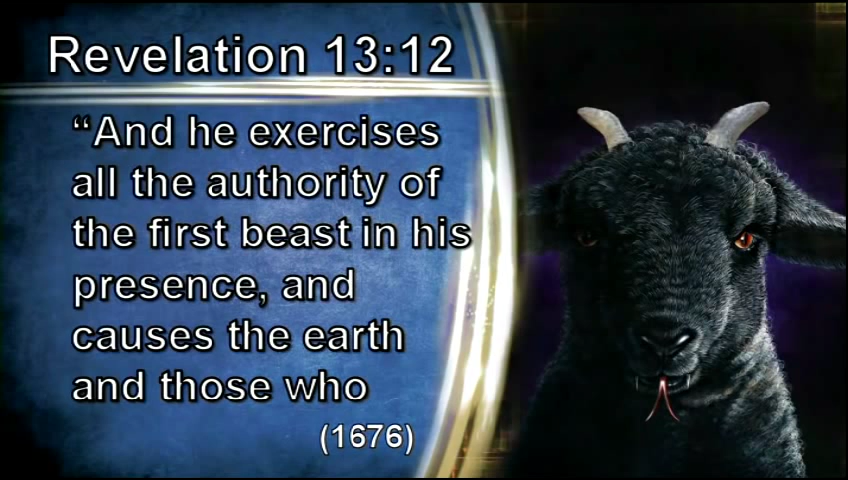 Revelation 13:12
“And he exercises
all the authority of
the first beast in his
presence, and
causes the earth
and those who
(1676)